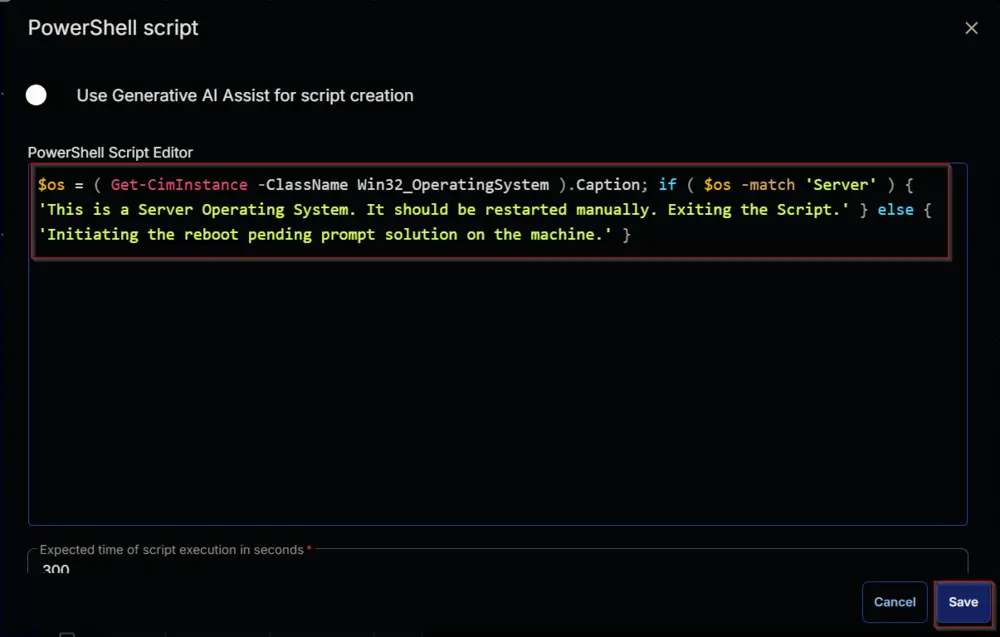 PowerShell script
Use Generative AI Assist for script creation
PowerShell Script Editor
$os = ( Get-CimInstance -ClassName Win32_OperatingSystem ).Caption; if ( $os -match 'Server' ) {
'This is a Server Operating System. It should be restarted manually. Exiting the Script.' } else {
'Initiating the reboot pending prompt solution on the machine.' }
Expected time of script execution in seconds *
300
Cancel
Save